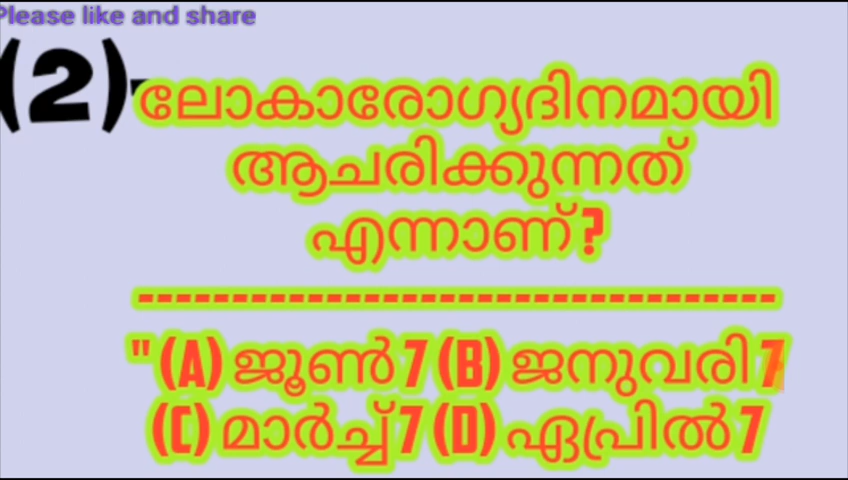 Please like and share
(2)-ലോകാരോഗ്യദിനമായി
ആചരിക്കുന്നത്
എന്നാണ്?
----------------------------------
"(A) ജൂൺ 7 (B) ജനുവരി 7
(C) മാർച്ച് 7 (D) ഏപ്രിൽ 7